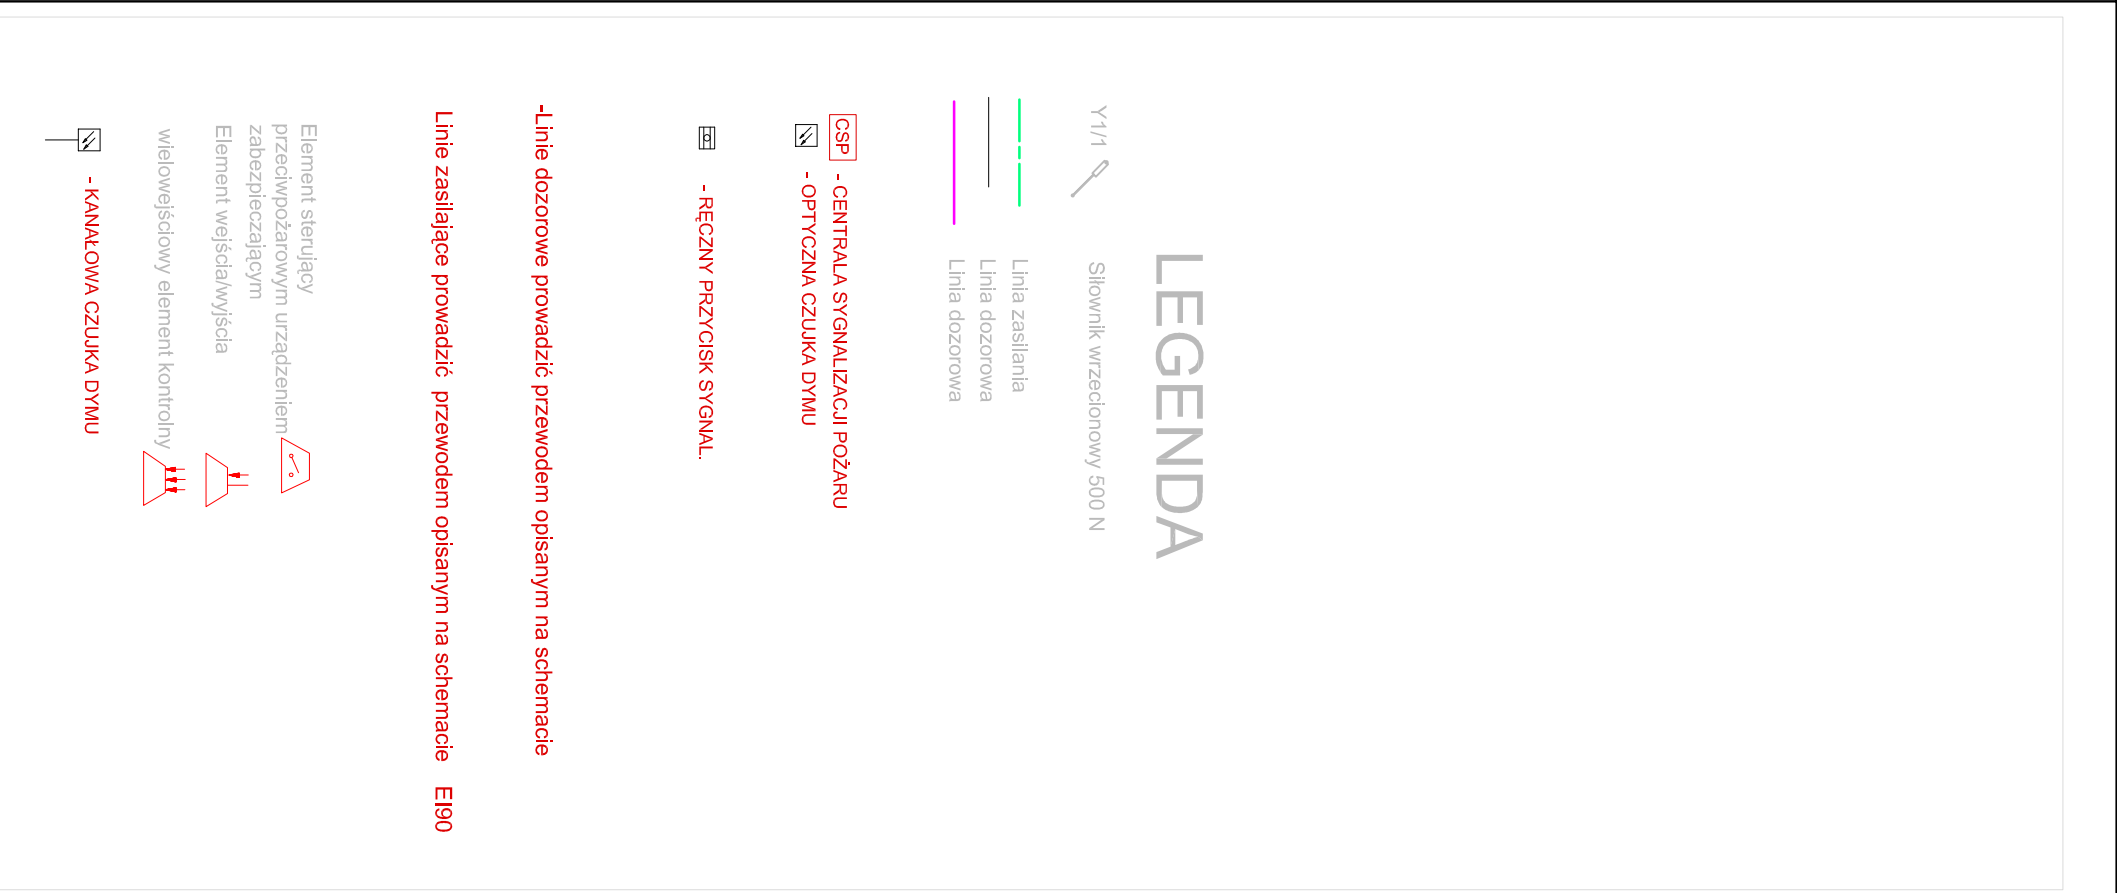 LEGENDA
Y1/1 Siłownik wrzecionowy 500 N
Linia zasilania
Linia dozorowa
Linia dozorowa
CSP - CENTRALA SYGNALIZACJI POŻARU
- OPTYCZNA CZUJKA DYMU
- RĘCZNY PRZYCISK SYGNAL.
-Linie dozorowe prowadzić przewodem opisanym na schemacie
Linie zasilające prowadzić przewodem opisanym na schemacie EI90
Element sterujący
przeciwpożarowym urządzeniem
zabezpieczającym
Element wejścia/wyjścia
wielowejściowy element kontrolny
- KANAŁOWA CZUJKA DYMU